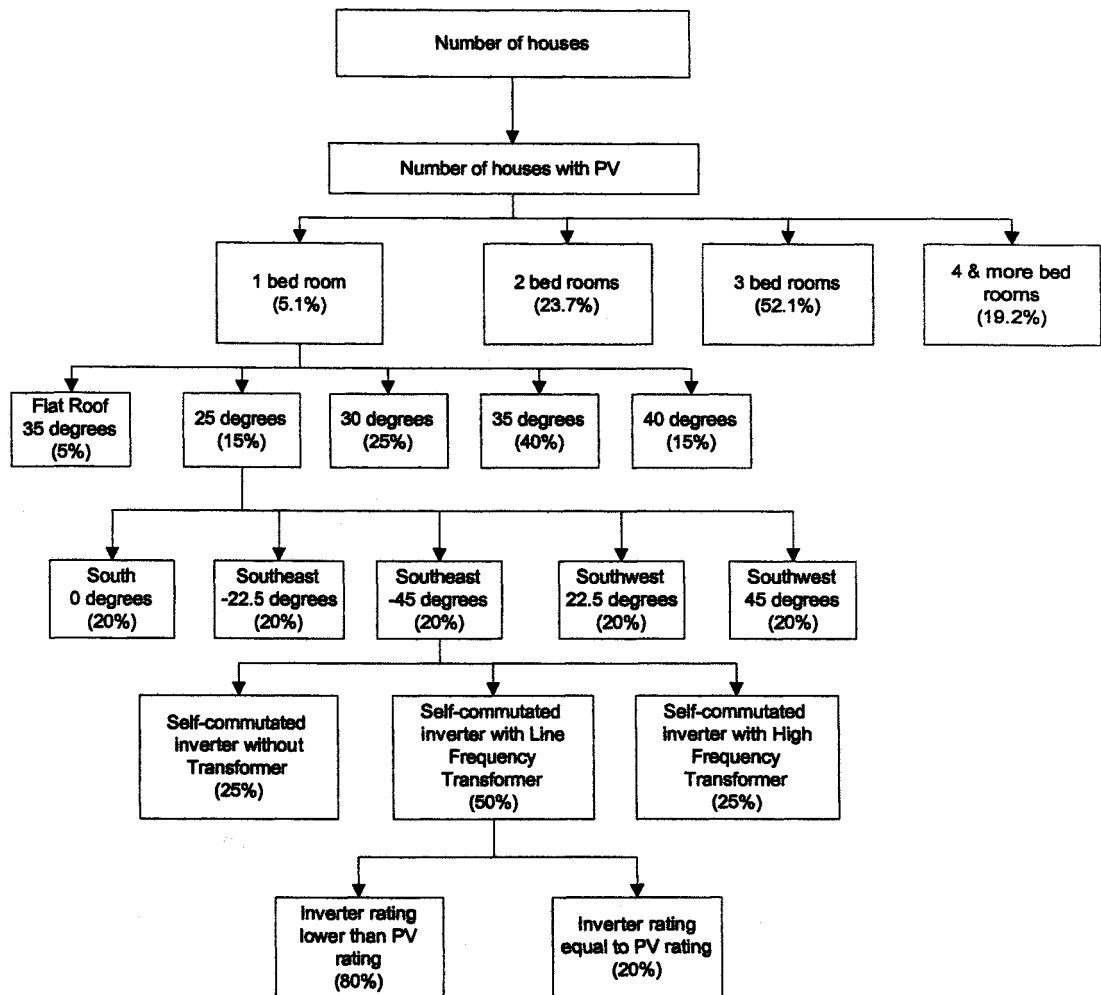 Number of houses
Number of houses with PV
1 bed room
(5.1%)
2 bed rooms
(23.7%)
3 bed rooms
(52.1%)
4 & more bed
rooms
(19.2%)
Flat Roof
35 degrees
(5%)
25 degrees
(15%)
30 degrees
(25%)
35 degrees
(40%)
40 degrees
(15%)
South
0 degrees
(20%)
Southeast
-22.5 degrees
(20%)
Southeast
-45 degrees
(20%)
Southwest
22.5 degrees
(20%)
Southwest
45 degrees
(20%)
Self-commutated
inverter without
Transformer
(25%)
Self-commutated
inverter with Line
Frequency
Transformer
(50%)
Self-commutated
inverter with High
Frequency
Transformer
(25%)
Inverter rating
lower than PV
rating
(80%)
Inverter rating
equal to PV rating
(20%)